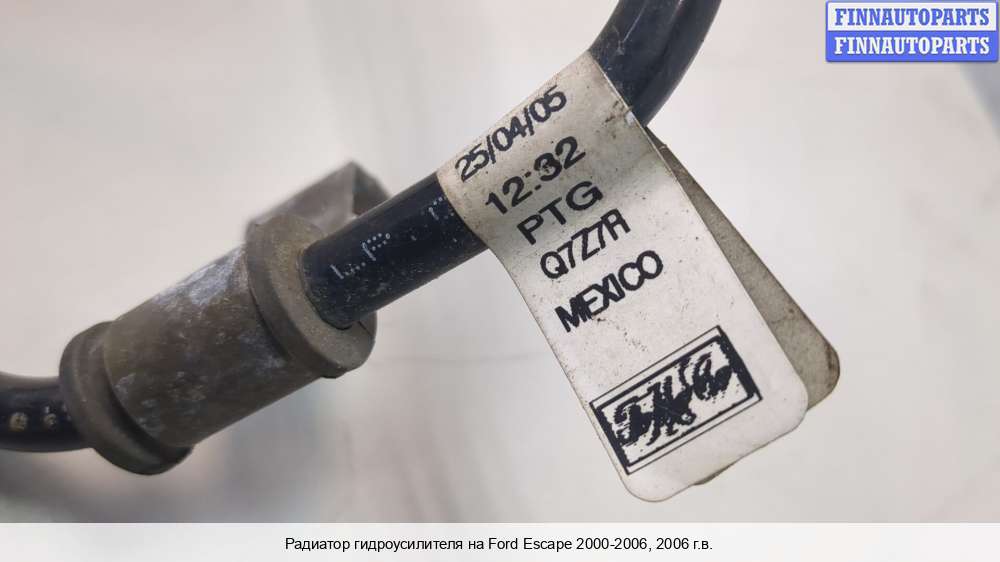 FINNAUTOPARTS
FINNAUTOPARTS
25/04/05
12:32
PTG
Q7Z7R
MEXICO
Радиатор гидроусилителя на Ford Escape 2000-2006, 2006 г.в.